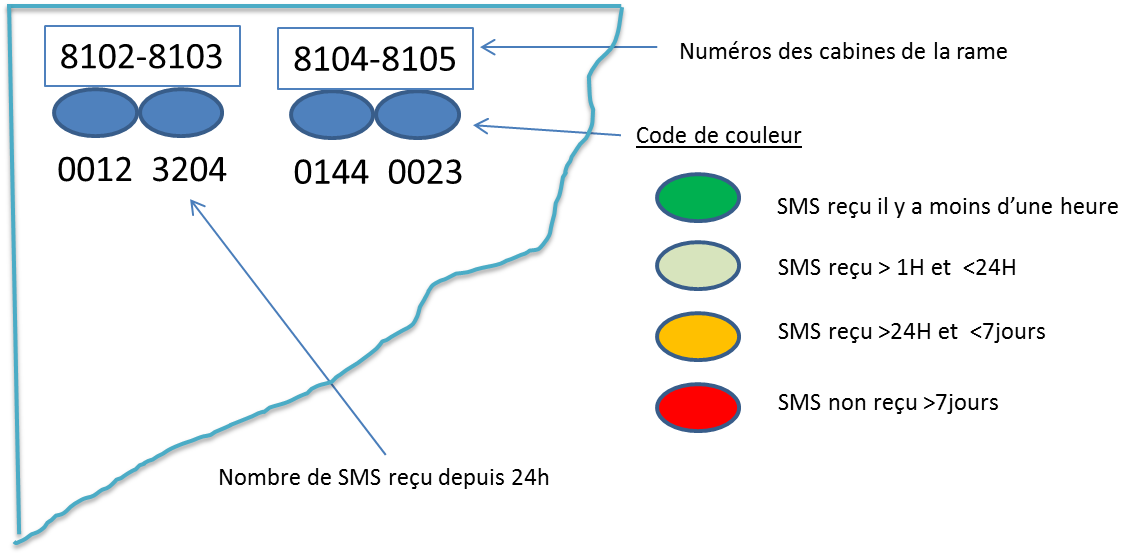 8102-8103
8104-8105
Numéros des cabines de la rame
Code de couleur
0012 3204
0144 0023
SMS reçu il y a moins d’une heure
SMS reçu > 1H et <24H
SMS reçu >24H et <7jours
SMS non reçu >7jours
Nombre de SMS reçu depuis 24h